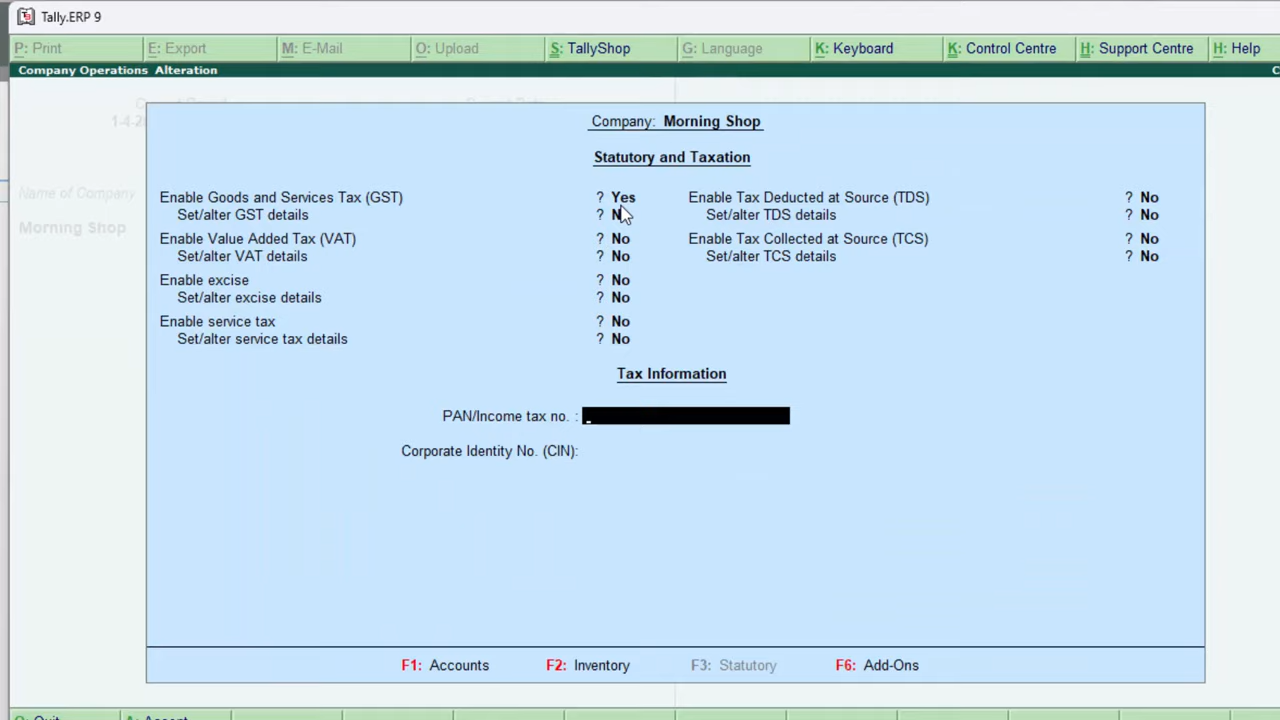 Tally.ERP 9
P: Print E: Export M: E-Mail O: Upload S: TallyShop G: Language K: Keyboard K: Control Centre H: Support Centre H: Help
Company Operations Alteration
Company: Morning Shop
Statutory and Taxation
Name of Company
Morning Shop
Enable Goods and Services Tax (GST) ? Yes Enable Tax Deducted at Source (TDS) ? No
Set/alter GST details ? Set/alter TDS details ? No
Enable Value Added Tax (VAT) ? No Enable Tax Collected at Source (TCS) ? No
Set/alter VAT details ? No Set/alter TCS details ? No
Enable excise ? No
Set/alter excise details ? No
Enable service tax ? No
Set/alter service tax details ? No
Tax Information
PAN/Income tax no. :
Corporate Identity No. (CIN):
F1: Accounts F2: Inventory F3: Statutory F6: Add-Ons